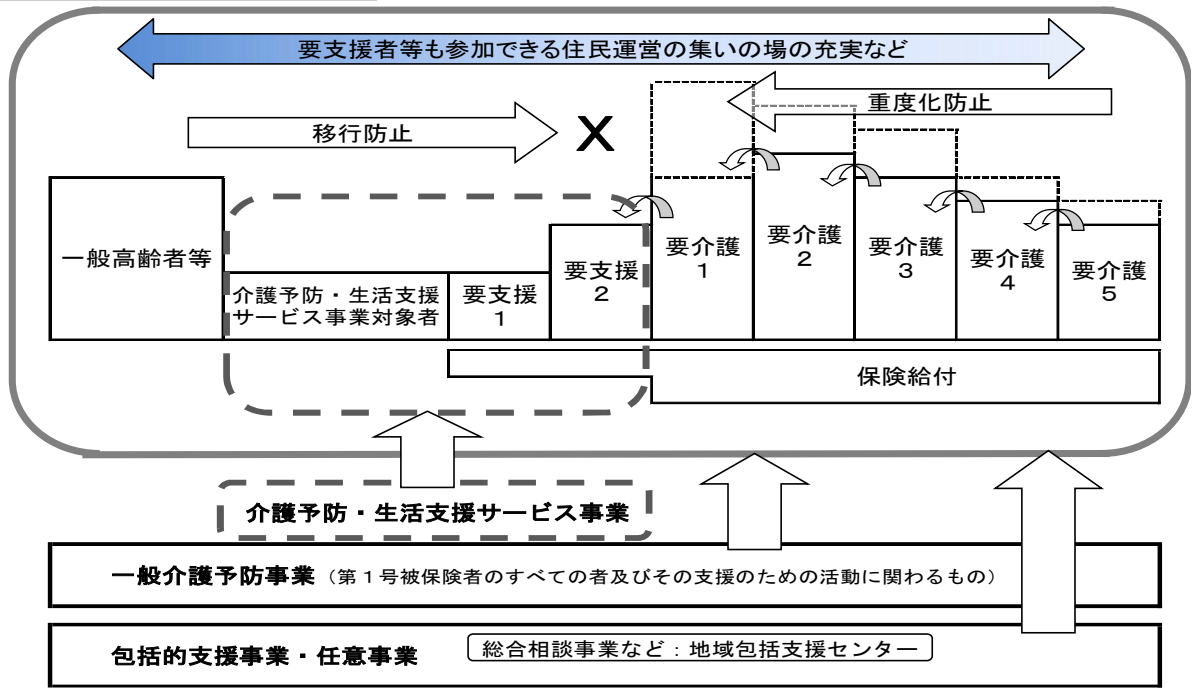 要支援者等も参加できる住民運営の集いの場の充実など
重度化防止
移行防止
X
一般高齢者等
介護予防・生活支援
サービス事業対象者
要支援
1
要支援
2
要介護
1
要介護
2
要介護
3
要介護
4
要介護
5
保険給付
介護予防・生活支援サービス事業
一般介護予防事業（第１号被保険者のすべての者及びその支援のための活動に関わるもの）
包括的支援事業・任意事業
総合相談事業など：地域包括支援センター